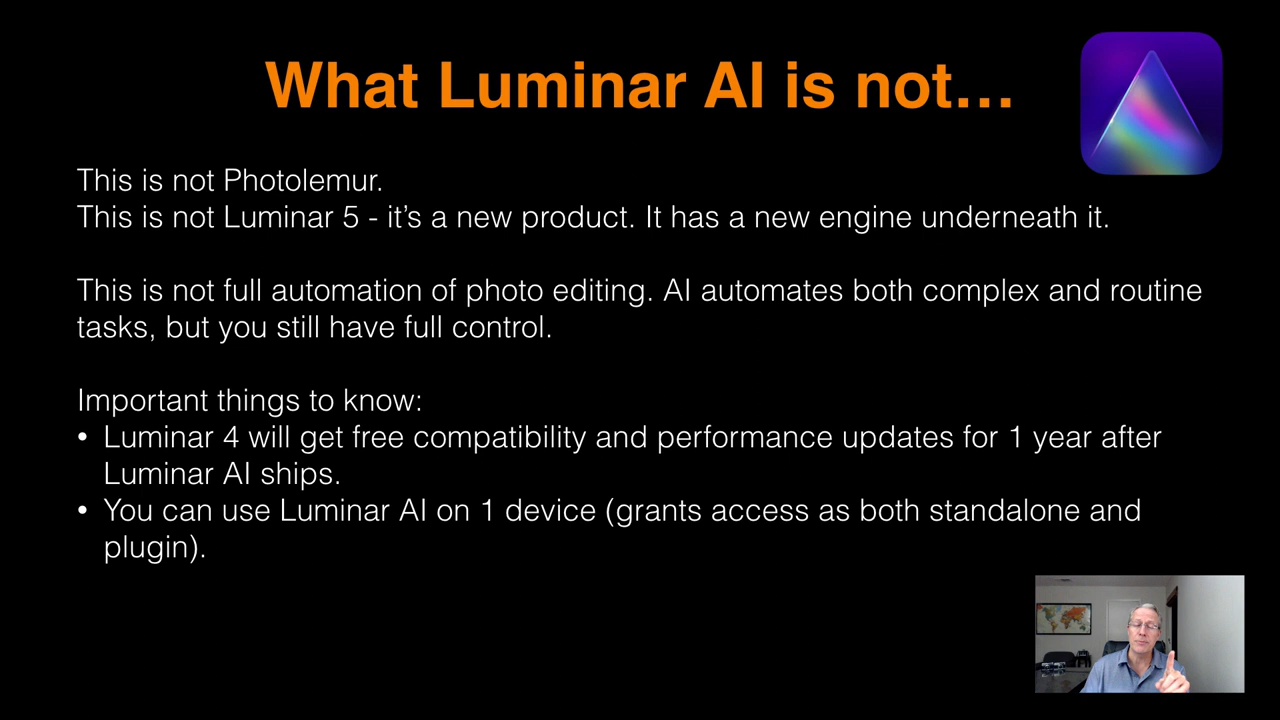 What Luminar AI is not…
This is not Photolemur.
This is not Luminar 5 - it’s a new product. It has a new engine underneath it.
This is not full automation of photo editing. AI automates both complex and routine
tasks, but you still have full control.
Important things to know:
• Luminar 4 will get free compatibility and performance updates for 1 year after
Luminar AI ships.
• You can use Luminar AI on 1 device (grants access as both standalone and
plugin).